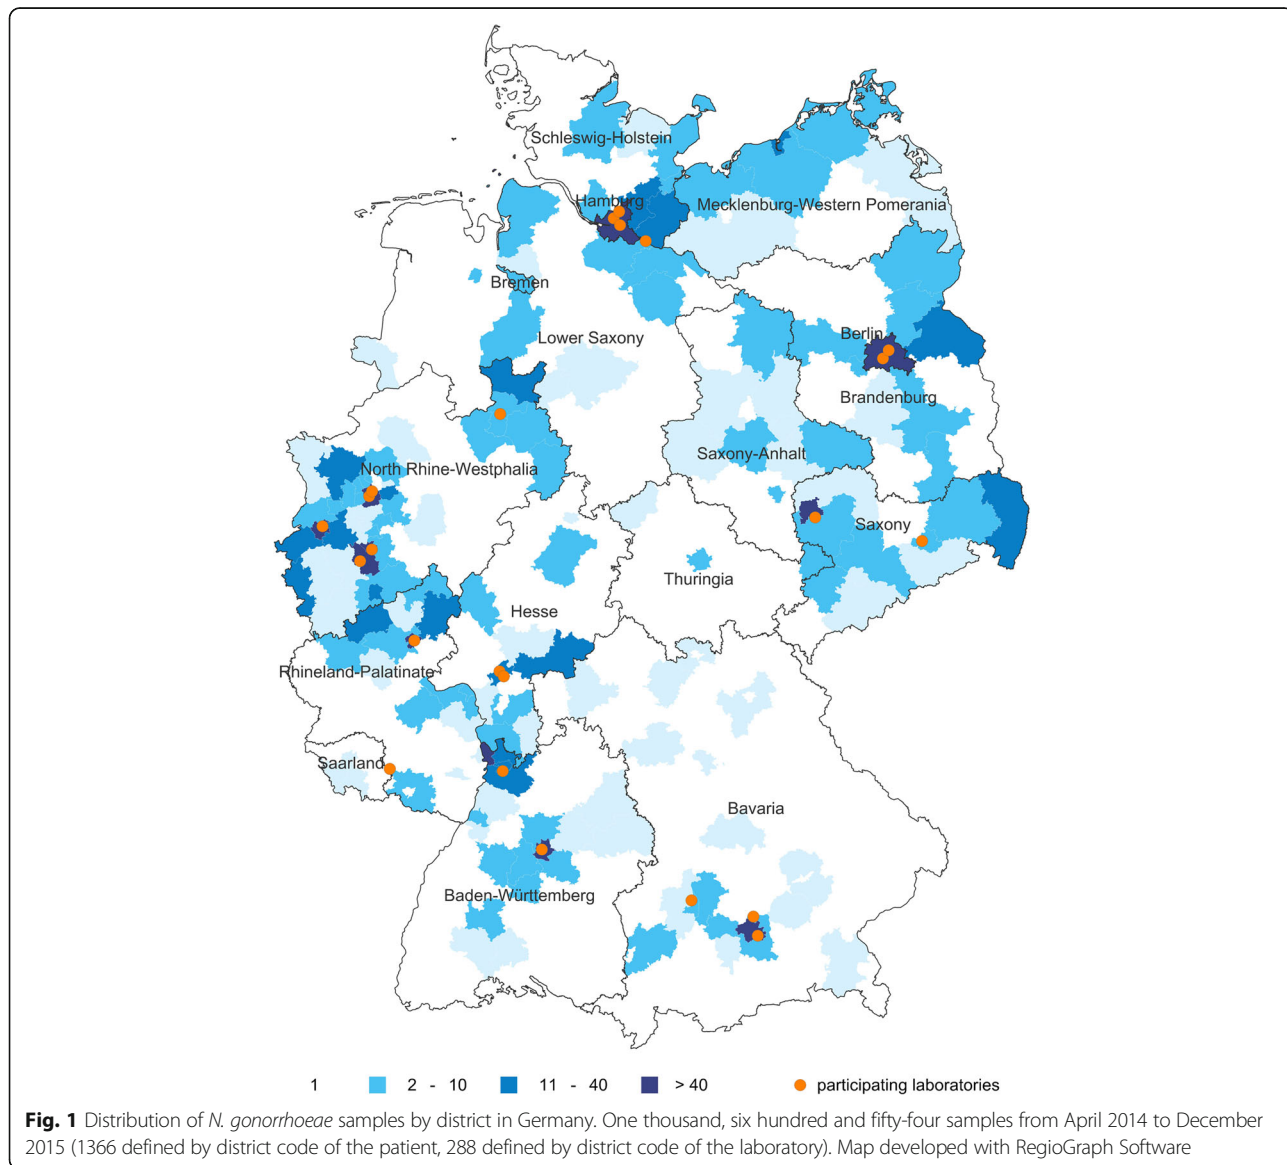 Schleswig-Holstein
Hamburg
Mecklenburg-Western Pomerania
Bremen
Lower Saxony
Berlin
Brandenburg
Saxony-Anhalt
North Rhine-Westphalia
Saxony
Thuringia
Hesse
Rhineland-Palatinate
Saarland
Bavaria
Baden-Württemberg
1 2 - 10 11 - 40 > 40 participating laboratories
Fig. 1 Distribution of N. gonorrhoeae samples by district in Germany. One thousand, six hundred and fifty-four samples from April 2014 to December
2015 (1366 defined by district code of the patient, 288 defined by district code of the laboratory). Map developed with RegioGraph Software